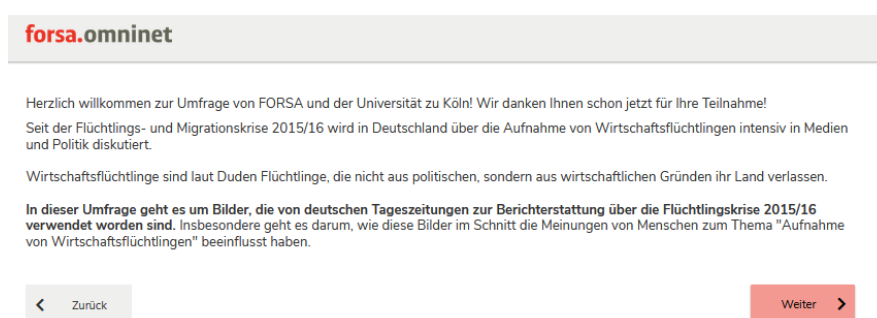 forsa.omninet
Herzlich willkommen zur Umfrage von FORSA und der Universität zu Köln! Wir danken Ihnen schon jetzt für Ihre Teilnahme!
Seit der Flüchtlings- und Migrationskrise 2015/16 wird in Deutschland über die Aufnahme von Wirtschaftsflüchtlingen intensiv in Medien
und Politik diskutiert.
Wirtschaftsflüchtlinge sind laut Duden Flüchtlinge, die nicht aus politischen, sondern aus wirtschaftlichen Gründen ihr Land verlassen.
In dieser Umfrage geht es um Bilder, die von deutschen Tageszeitungen zur Berichterstattung über die Flüchtlingskrise 2015/16
verwendet worden sind. Insbesondere geht es darum, wie diese Bilder im Schnitt die Meinungen von Menschen zum Thema "Aufnahme
von Wirtschaftsflüchtlingen" beeinflusst haben.
Zurück
Weiter